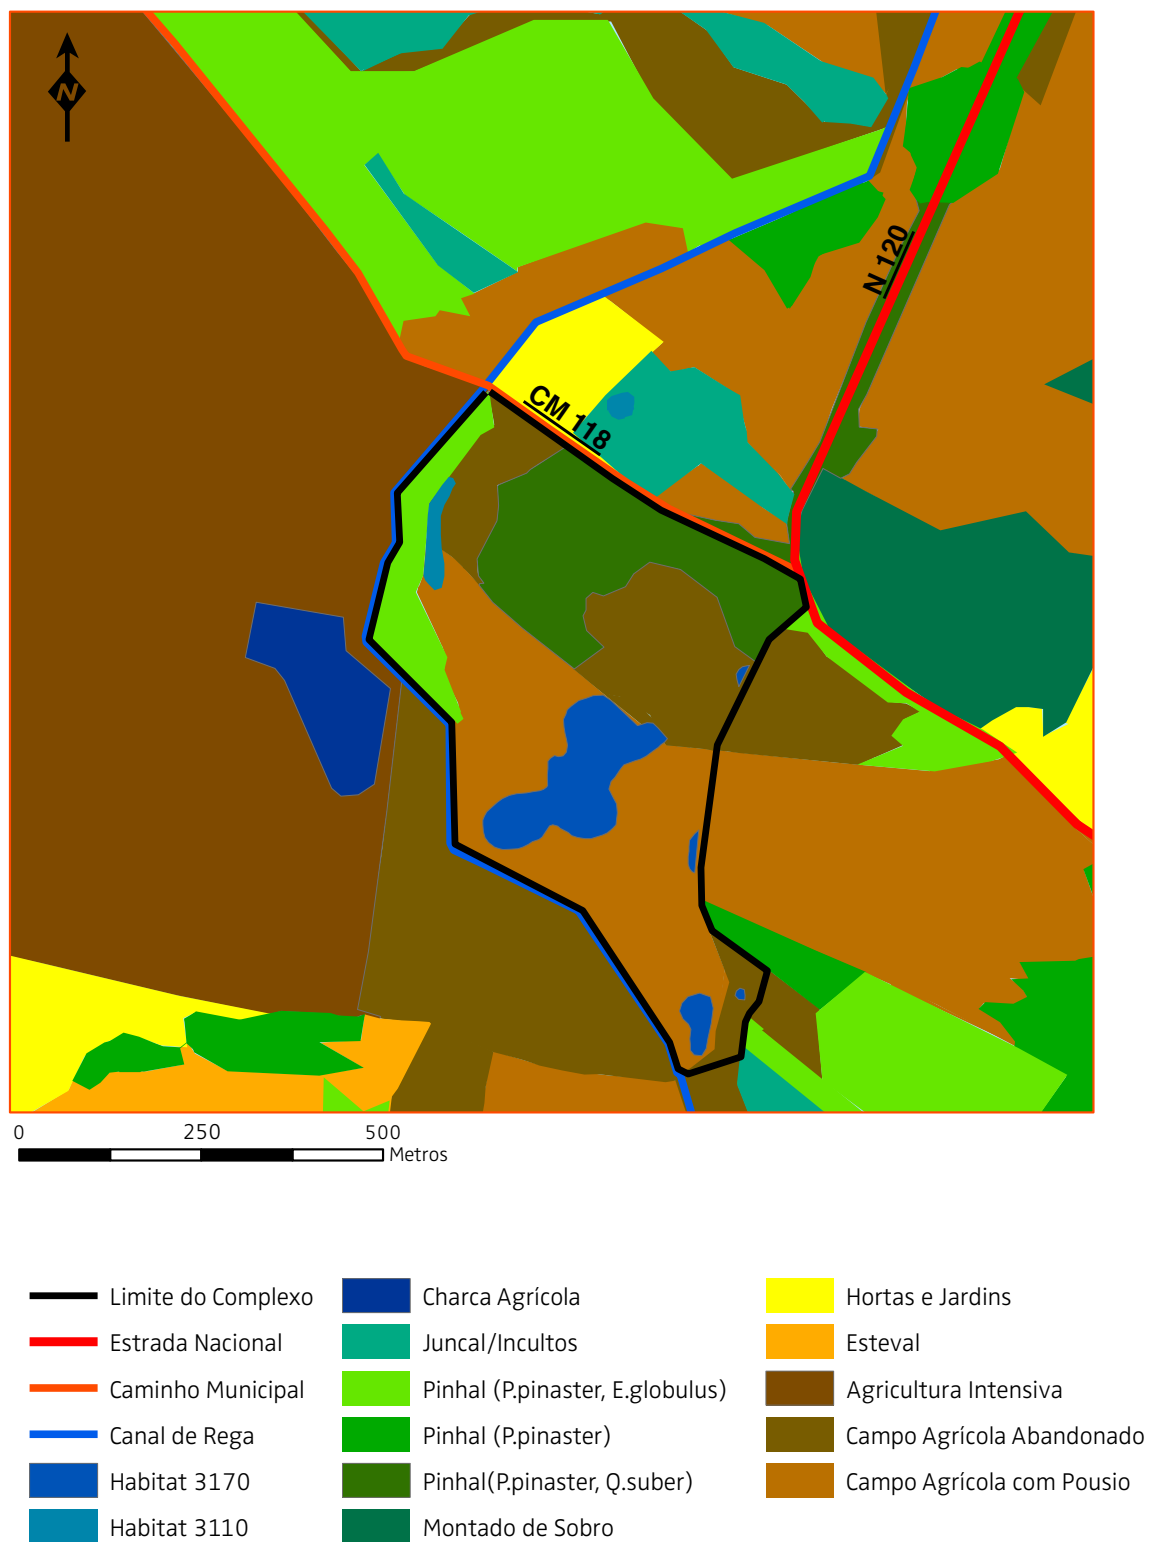 N
N 120
CM 118
0 250 500
Metros
Limite do Complexo
Estrada Nacional
Caminho Municipal
Canal de Rega
Habitat 3170
Habitat 3110
Charca Agrícola
Juncal/Incultos
Pinhal (P.pinaster, E.globulus)
Pinhal (P.pinaster)
Pinhal(P.pinaster, Q.suber)
Montado de Sobro
Hortas e Jardins
Esteval
Agricultura Intensiva
Campo Agrícola Abandonado
Campo Agrícola com Pousio